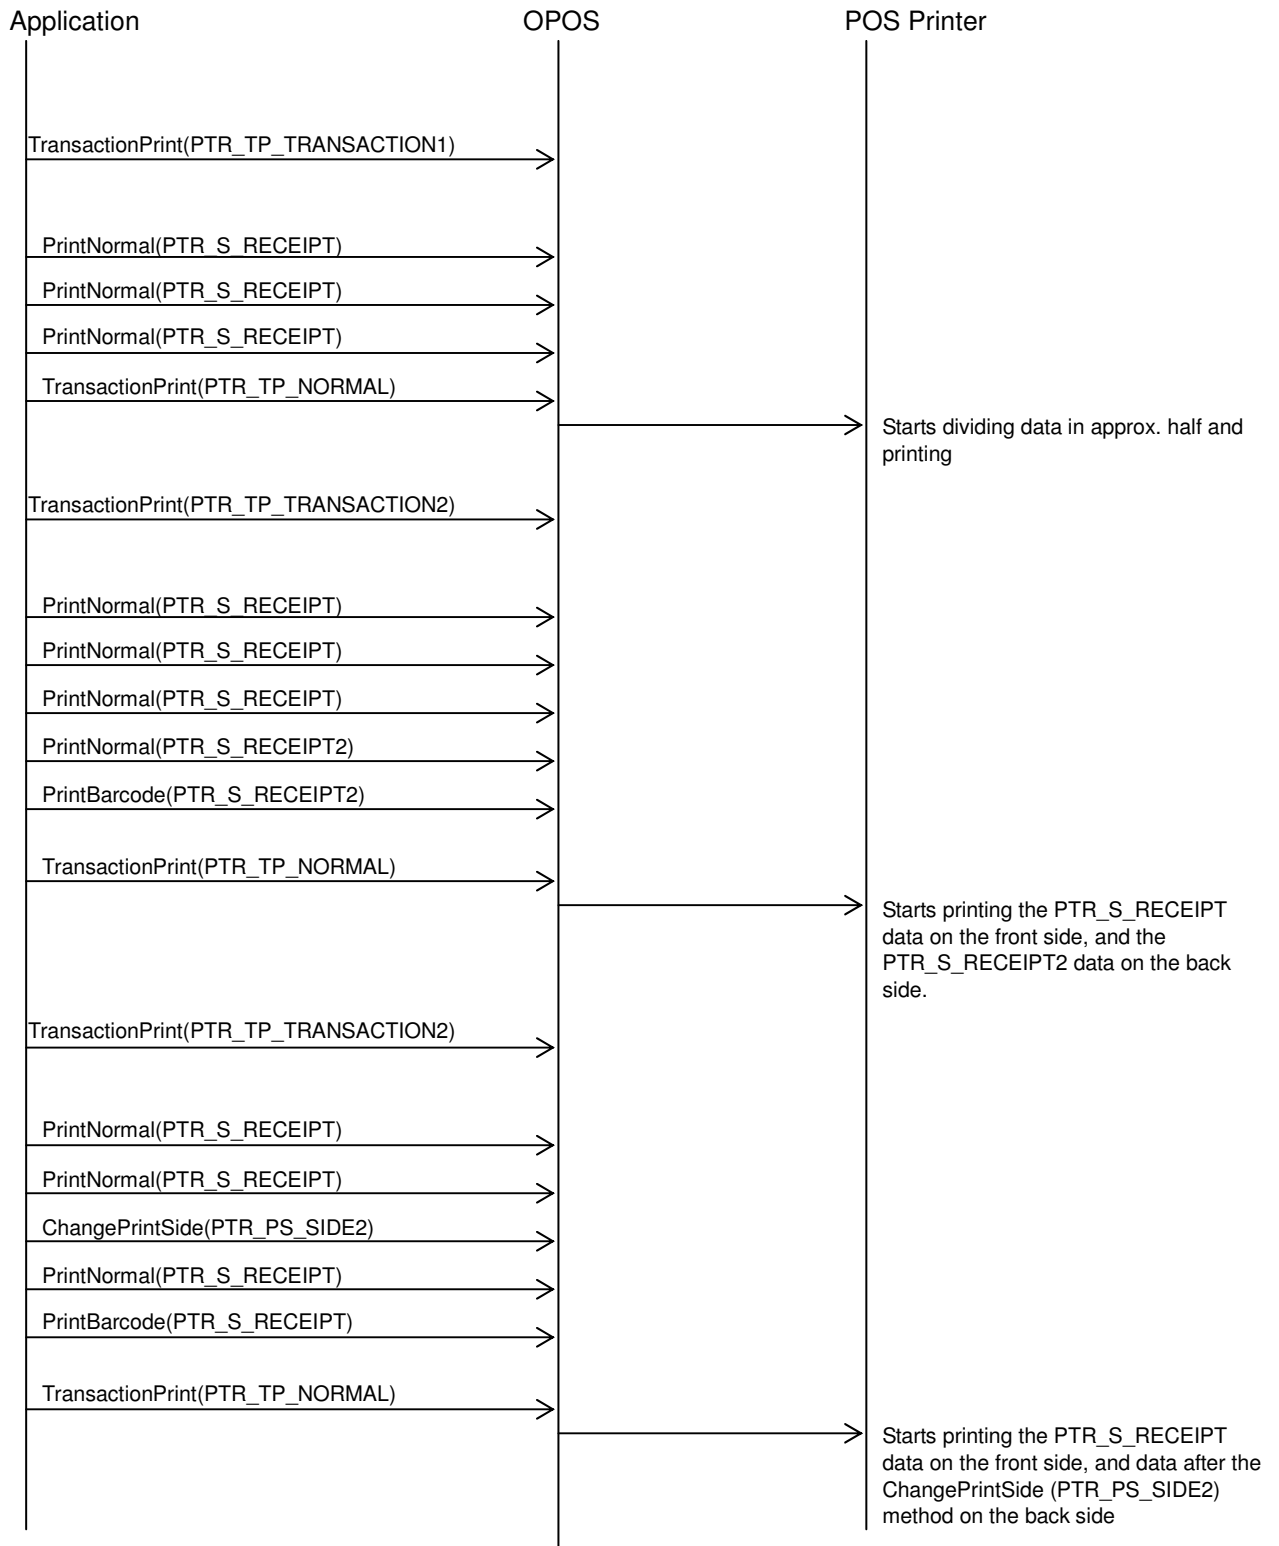 Application OPOS POS Printer
TransactionPrint(PTR_TP_TRANSACTION1)
PrintNormal(PTR_S_RECEIPT)
PrintNormal(PTR_S_RECEIPT)
PrintNormal(PTR_S_RECEIPT)
TransactionPrint(PTR_TP_NORMAL)
Starts dividing data in approx. half and
printing
TransactionPrint(PTR_TP_TRANSACTION2)
PrintNormal(PTR_S_RECEIPT)
PrintNormal(PTR_S_RECEIPT)
PrintNormal(PTR_S_RECEIPT)
PrintNormal(PTR_S_RECEIPT2)
PrintBarcode(PTR_S_RECEIPT2)
TransactionPrint(PTR_TP_NORMAL)
Starts printing the PTR_S_RECEIPT
data on the front side, and the
PTR_S_RECEIPT2 data on the back
side.
TransactionPrint(PTR_TP_TRANSACTION2)
PrintNormal(PTR_S_RECEIPT)
PrintNormal(PTR_S_RECEIPT)
ChangePrintSide(PTR_PS_SIDE2)
PrintNormal(PTR_S_RECEIPT)
PrintBarcode(PTR_S_RECEIPT)
TransactionPrint(PTR_TP_NORMAL)
Starts printing the PTR_S_RECEIPT
data on the front side, and data after the
ChangePrintSide (PTR_PS_SIDE2)
method on the back side